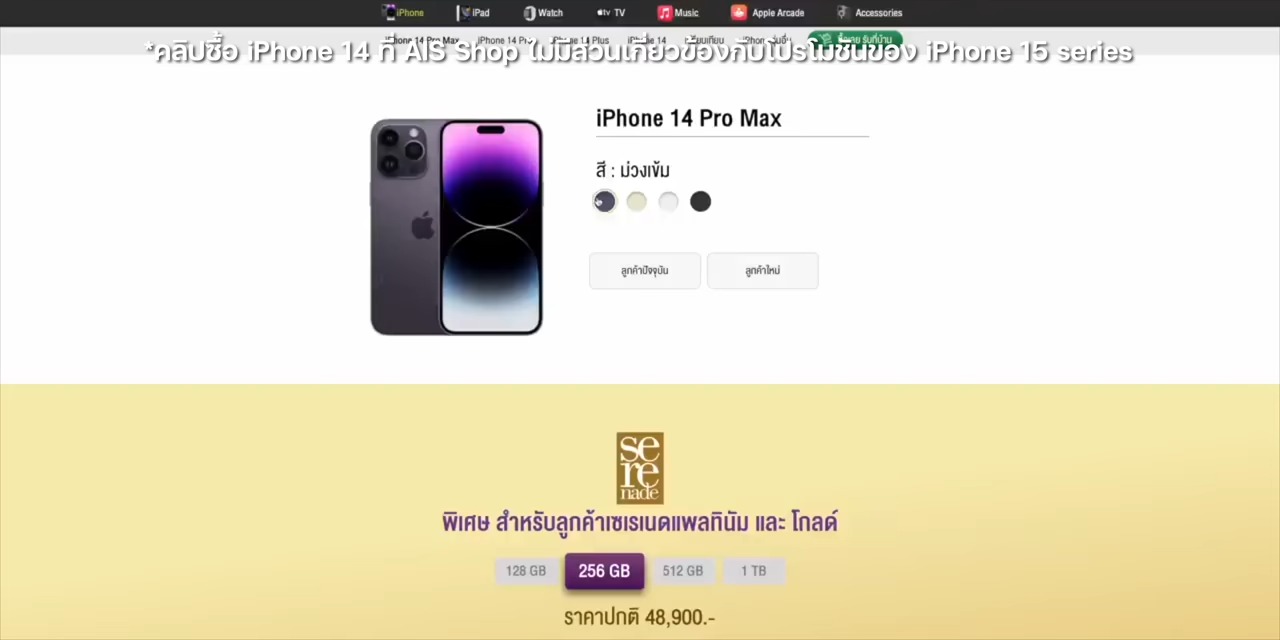 iPhone iPad Watch tv TV Music Apple Arcade Accessories
*คลิปซื้อ iPhone 14 ที่ AIS Shop ไม่มีส่วนเกี่ยวข้องกับโปรโมชันของ iPhone 15 series
iPhone 14 Pro Max
สี : ม่วงเข้ม
ลูกค้าปัจจุบัน ลูกค้าใหม่
se
re
nade
พิเศษ สำหรับลูกค้าเซเรเนดแพลทินัม และ โกลด์
128 GB 256 GB 512 GB 1 TB
ราคาปกติ 48,900.-